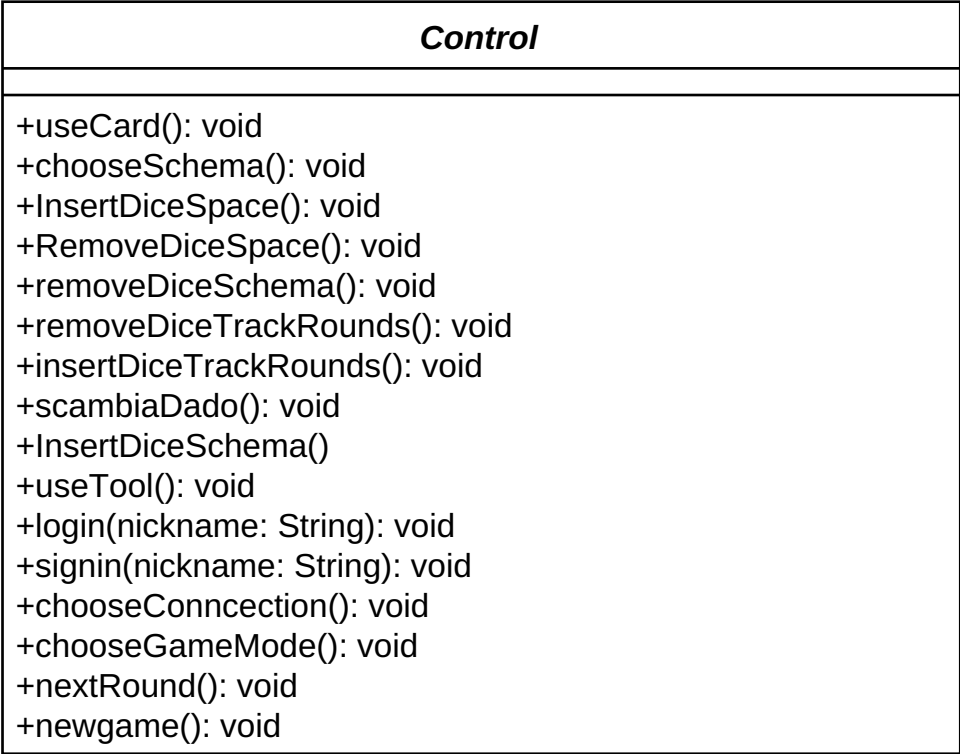 Control
+useCard(): void
+chooseSchema(): void
+InsertDiceSpace(): void
+RemoveDiceSpace(): void
+removeDiceSchema(): void
+removeDiceTrackRounds(): void
+insertDiceTrackRounds(): void
+scambiaDado(): void
+InsertDiceSchema()
+useTool(): void
+login(nickname: String): void
+signin(nickname: String): void
+chooseConncection(): void
+chooseGameMode(): void
+nextRound(): void
+newgame(): void